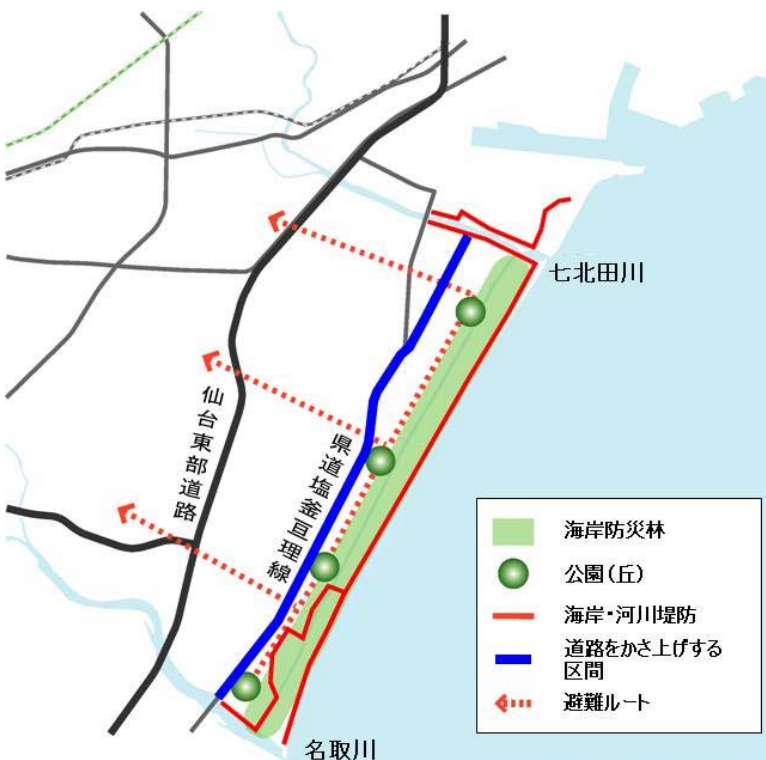 七北田川
仙台東部道路
県道塩釜亘理線
海岸防災林
公園(丘)
海岸・河川堤防
道路をかさ上げする
区間
避難ルート
名取川